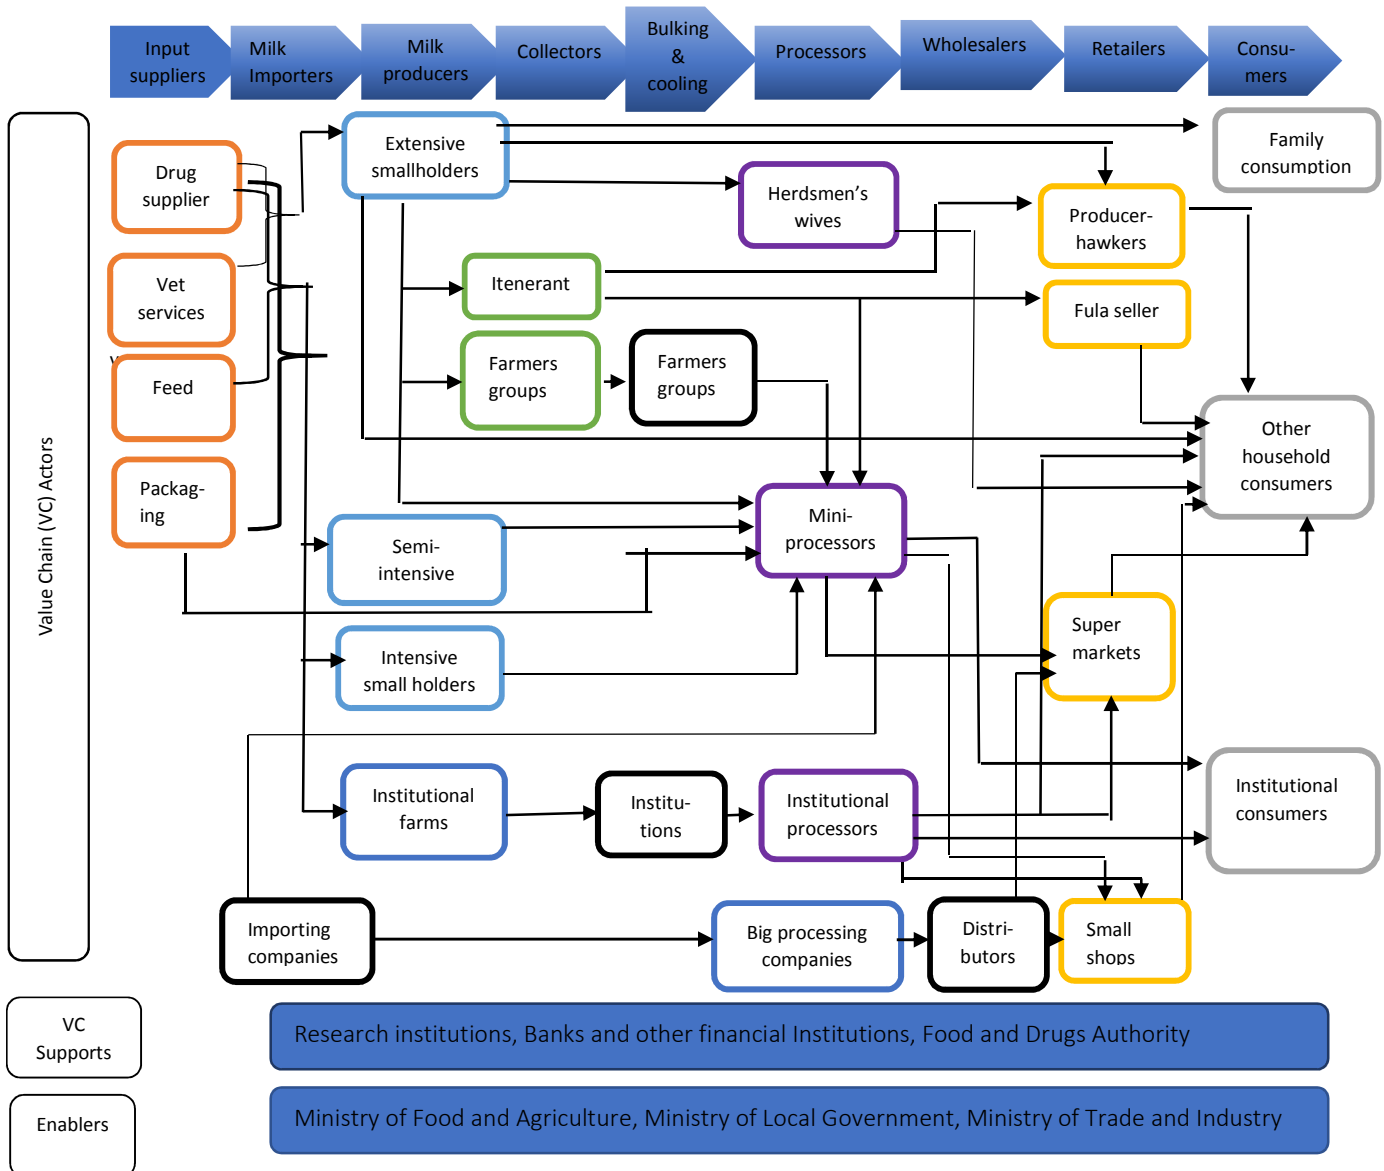 Input
suppliers
Milk
Importers
Milk
producers
Collectors
Bulking
&
cooling
Processors
Wholesalers
Retailers
Consu-
mers
Value Chain (VC) Actors
Drug
supplier
Vet
services
V
Feed
Packag-
ing
Extensive
smallholders
Herdsmen's
wives
Family
consumption
Producer-
hawkers
Itenerant
Fula seller
Farmers
groups
Farmers
groups
Other
household
consumers
Mini-
processors
Semi-
intensive
Intensive
small holders
Super
markets
Institutional
farms
Institu-
tions
Institutional
processors
Institutional
consumers
Importing
companies
Big processing
companies
Distri-
butors
Small
shops
VC
Supports
Research institutions, Banks and other financial Institutions, Food and Drugs Authority
Enablers
Ministry of Food and Agriculture, Ministry of Local Government, Ministry of Trade and Industry